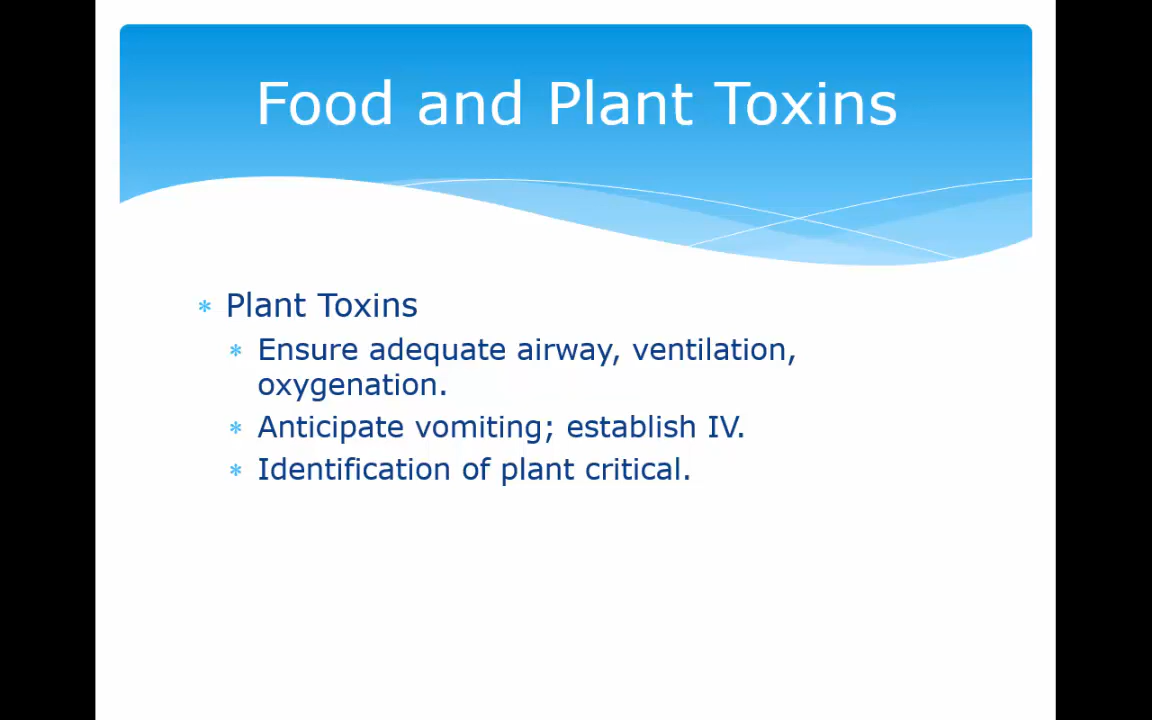 Food and Plant Toxins
* Plant Toxins
* Ensure adequate airway, ventilation,
oxygenation.
* Anticipate vomiting; establish IV.
* Identification of plant critical.